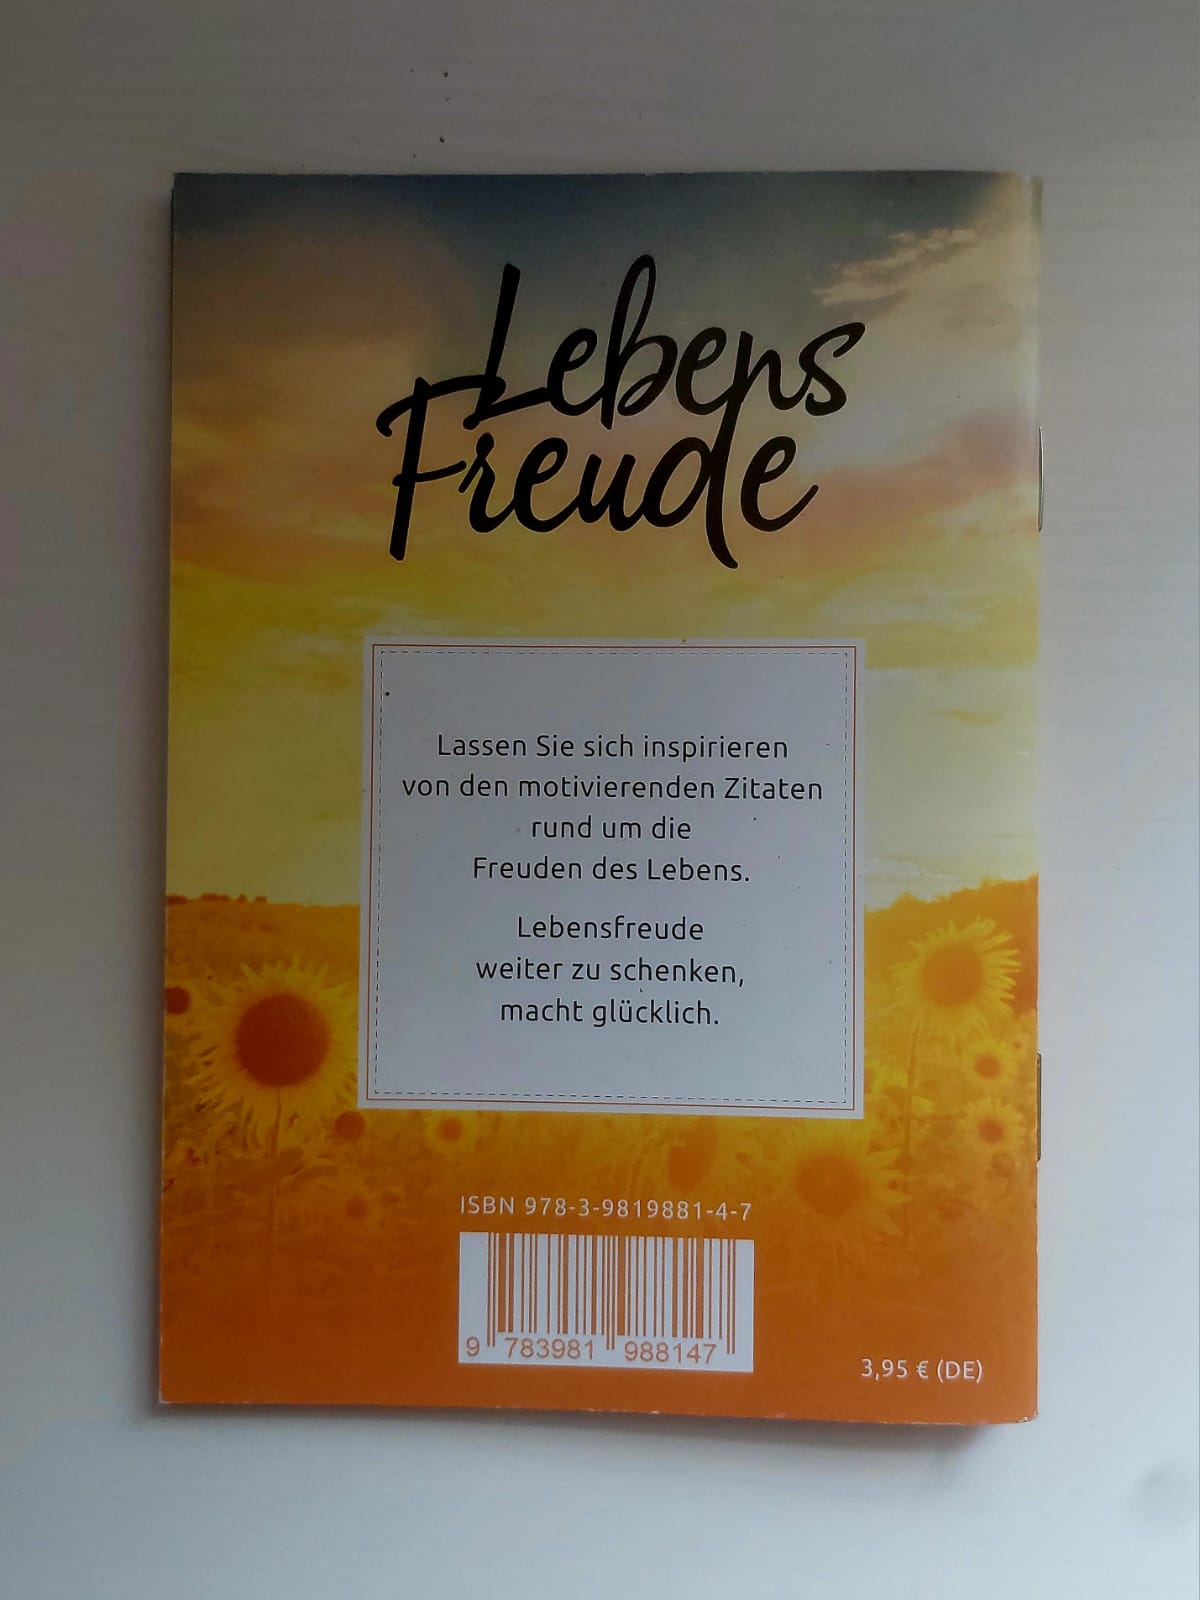 Lebens
Freude
Lassen Sie sich inspirieren
von den motivierenden Zitaten
rund um die
Freuden des Lebens.
Lebensfreude
weiter zu schenken,
macht glücklich.
ISBN 978-3-9819881-4-7
9 783981 988147
3,95 € (DE)